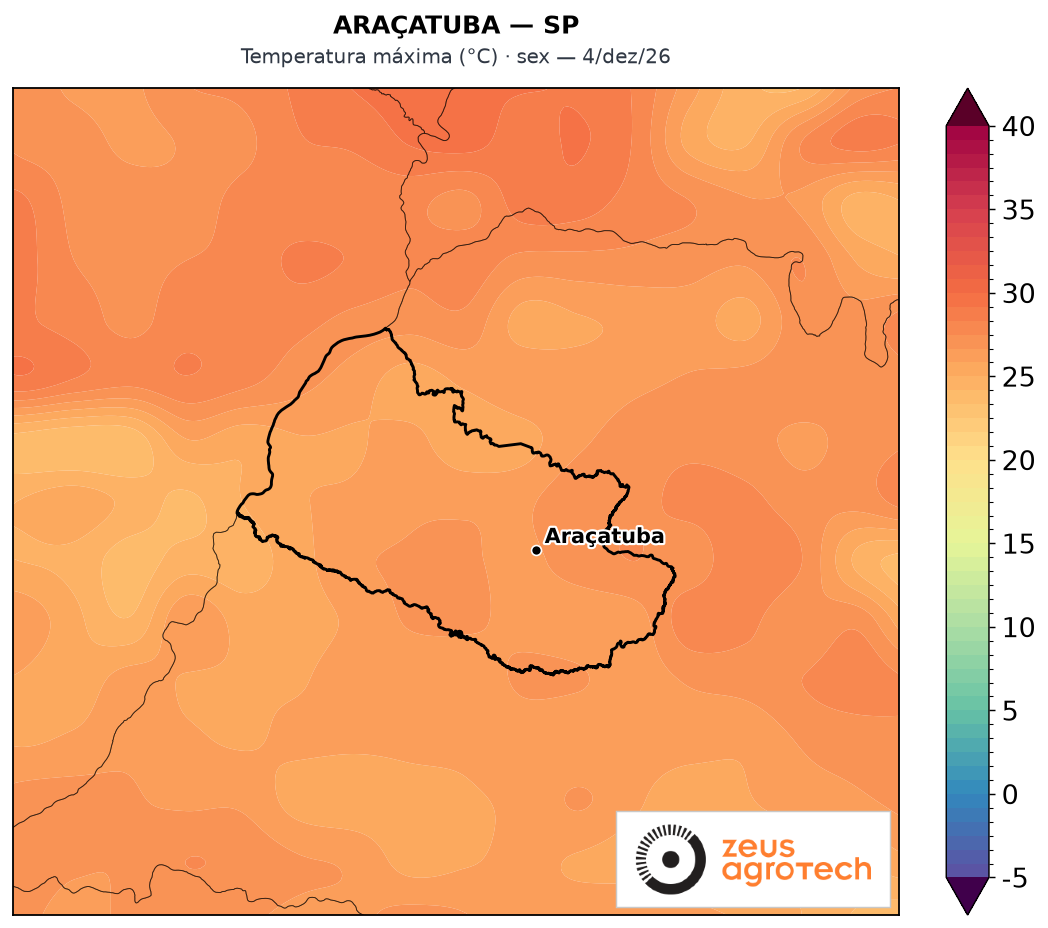 ARAÇATUBA — SP
Temperatura máxima (°C) · sex — 4/dez/26
40
35
30
25
20
15
10
5
0
-5
Araçatuba
zeus
agrotech